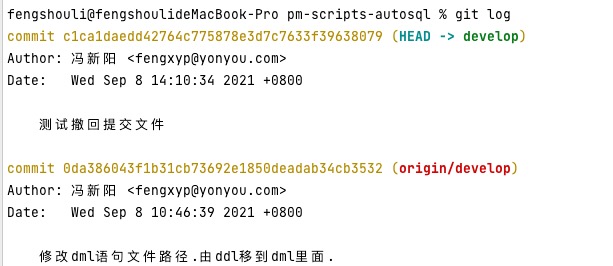 fengshouli@fengshoulideMacBook-Pro pm-scripts-autosql % git log
commit c1ca1daedd42764c775878e3d7c7633f39638079 (HEAD -> develop)
Author: 冯新阳 <fengxyp@yonyou.com>
Date:   Wed Sep 8 14:10:34 2021 +0800
测试撤回提交文件
commit 0da386043f1b31cb73692e1850deadab34cb3532 (origin/develop)
Author: 冯新阳 <fengxyp@yonyou.com>
Date:   Wed Sep 8 10:46:39 2021 +0800
修改dml语句文件路径.由ddl移到dml里面.